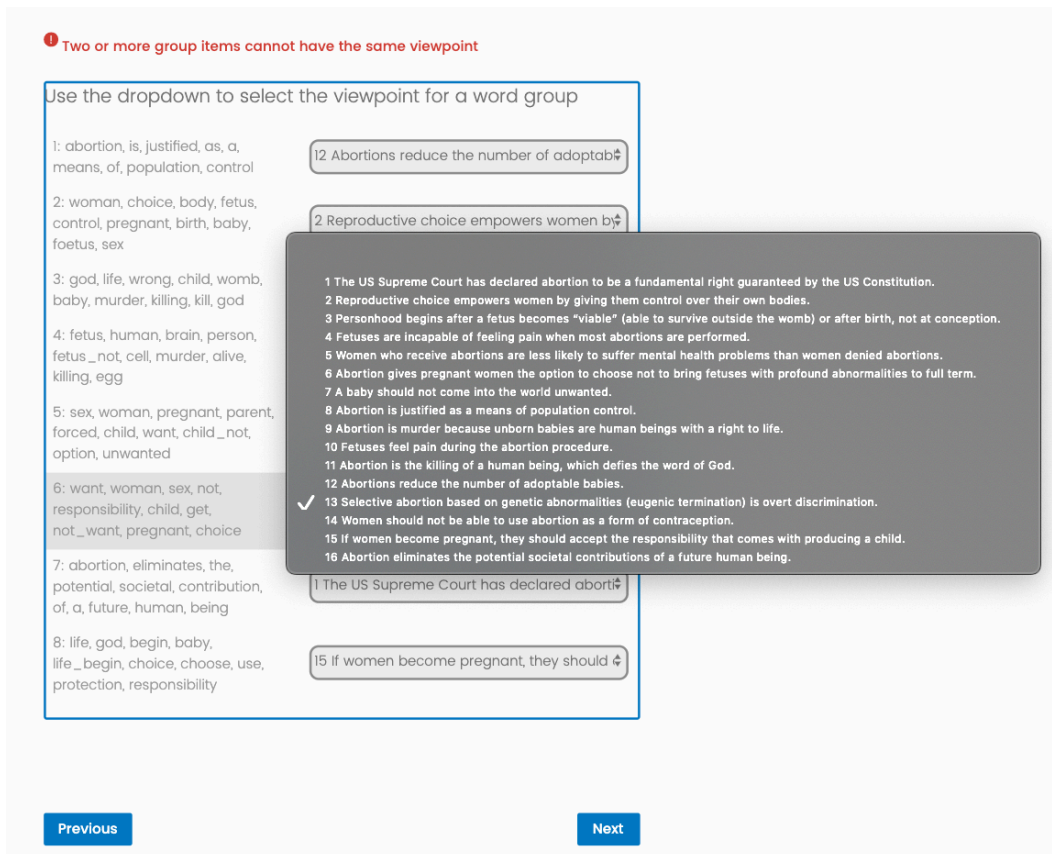 Two or more group items cannot have the same viewpoint
Use the dropdown to select the viewpoint for a word group
1: abortion, is, justified, as, a,
means, of, population, control
12 Abortions reduce the number of adoptabl
2: woman, choice, body, fetus,
control, pregnant, birth, baby,
foetus, sex
2 Reproductive choice empowers women by
3: god, life, wrong, child, womb,
baby, murder, killing, kill, god
4: fetus, human, brain, person,
fetus_not, cell, murder, alive,
killing, egg
5: sex, woman, pregnant, parent,
forced, child, want, child_not,
option, unwanted
6: want, woman, sex, not,
responsibility, child, get,
not_want, pregnant, choice
1 The US Supreme Court has declared abortion to be a fundamental right guaranteed by the US Constitution.
2 Reproductive choice empowers women by giving them control over their own bodies.
3 Personhood begins after a fetus becomes “viable” (able to survive outside the womb) or after birth, not at conception.
4 Fetuses are incapable of feeling pain when most abortions are performed.
5 Women who receive abortions are less likely to suffer mental health problems than women denied abortions.
6 Abortion gives pregnant women the option to choose not to bring fetuses with profound abnormalities to full term.
7 A baby should not come into the world unwanted.
8 Abortion is justified as a means of population control.
9 Abortion is murder because unborn babies are human beings with a right to life.
10 Fetuses feel pain during the abortion procedure.
11 Abortion is the killing of a human being, which defies the word of God.
12 Abortions reduce the number of adoptable babies.
13 Selective abortion based on genetic abnormalities (eugenic termination) is overt discrimination.
14 Women should not be able to use abortion as a form of contraception.
15 If women become pregnant, they should accept the responsibility that comes with producing a child.
16 Abortion eliminates the potential societal contributions of a future human being.
7: abortion, eliminates, the,
potential, societal, contribution,
of, a, future, human, being
1 The US Supreme Court has declared aborti
8: life, god, begin, baby,
life_begin, choice, choose, use,
protection, responsibility
15 If women become pregnant, they should
Previous
Next